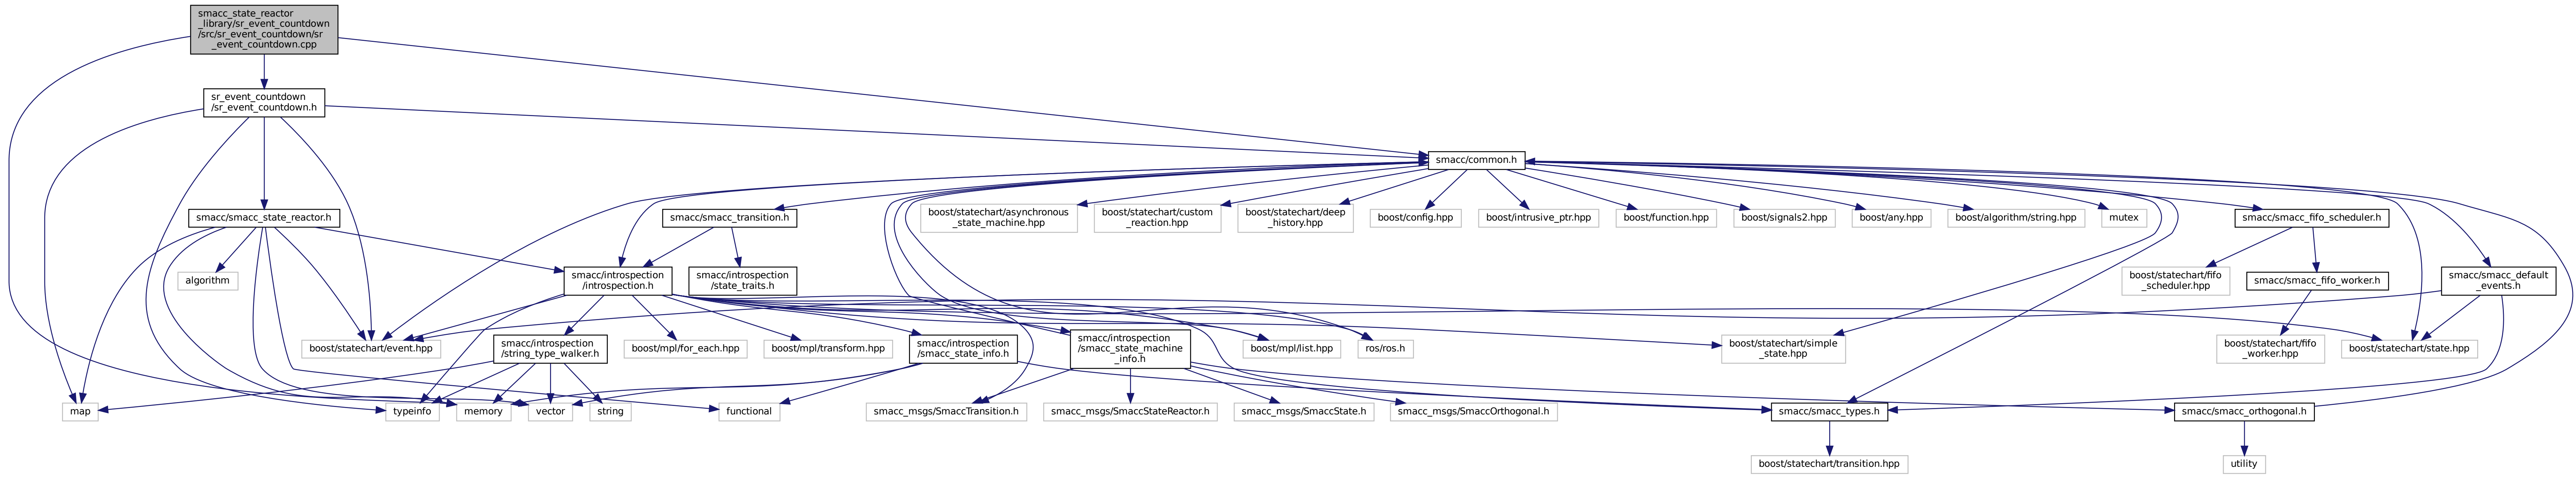 smacc_state_reactor
_library/sr_event_countdown
/src/sr_event_countdown/sr
_event_countdown.cpp
sr_event_countdown
/sr_event_countdown.h
smacc/common.h
smacc/smacc_state_reactor.h
smacc/smacc_transition.h
boost/statechart/asynchronous
_state_machine.hpp
boost/statechart/custom
_reaction.hpp
boost/statechart/deep
_history.hpp
boost/config.hpp
boost/intrusive_ptr.hpp
boost/function.hpp
boost/signals2.hpp
boost/any.hpp
boost/algorithm/string.hpp
mutex
smacc/smacc_fifo_scheduler.h
algorithm
smacc/introspection
/introspection.h
smacc/introspection
/state_traits.h
boost/statechart/fifo
_scheduler.hpp
smacc/smacc_fifo_worker.h
smacc/smacc_default
_events.h
boost/statechart/event.hpp
smacc/introspection
/string_type_walker.h
boost/mpl/for_each.hpp
boost/mpl/transform.hpp
smacc/introspection
/smacc_state_info.h
smacc/introspection
/smacc_state_machine
_info.h
boost/mpl/list.hpp
ros/ros.h
boost/statechart/simple
_state.hpp
boost/statechart/fifo
_worker.hpp
boost/statechart/state.hpp
map
typeinfo
memory
vector
string
functional
smacc_msgs/SmaccTransition.h
smacc_msgs/SmaccStateReactor.h
smacc_msgs/SmaccState.h
smacc_msgs/SmaccOrthogonal.h
smacc/smacc_types.h
smacc/smacc_orthogonal.h
boost/statechart/transition.hpp
utility